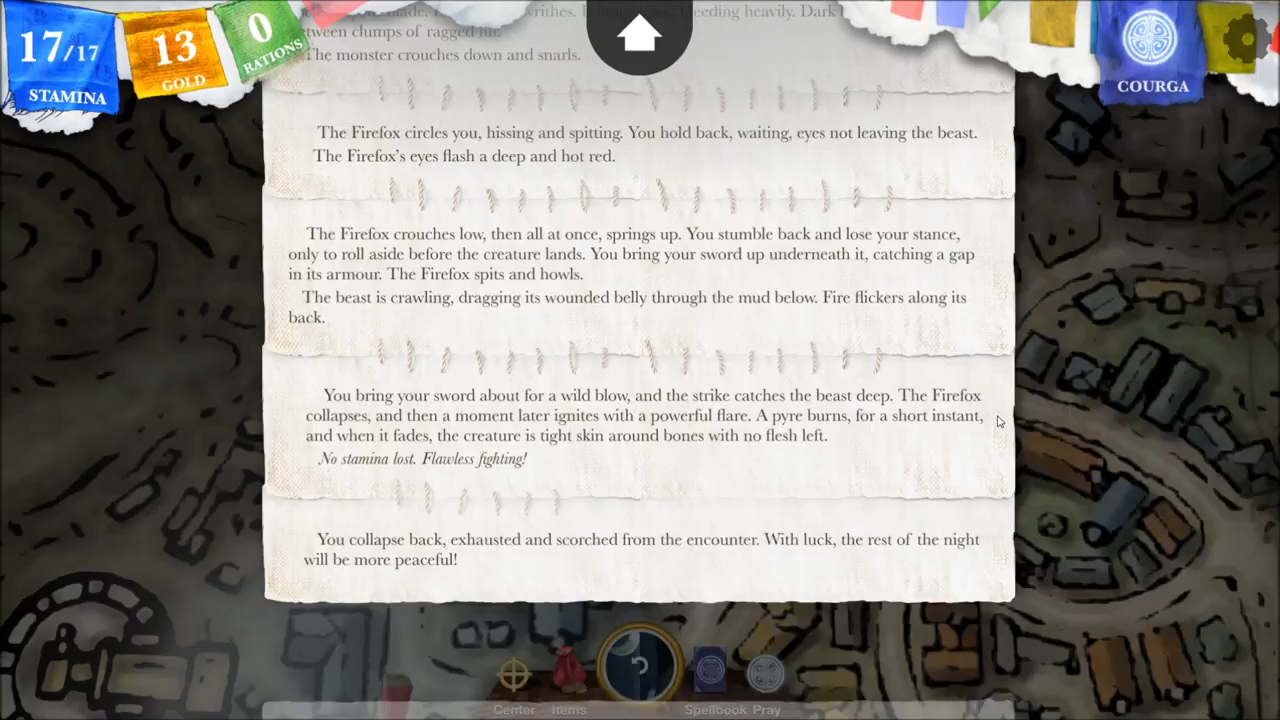 17/17
STAMINA
13
GOLD
0
RATIONS
COURGA
writhes.
bleeding heavily. Dark
between clumps of ragged fur.
The monster crouches down and snarls.
The Firefox circles you, hissing and spitting. You hold back, waiting, eyes not leaving the beast.
The Firefox's eyes flash a deep and hot red.
The Firefox crouches low, then all at once, springs up. You stumble back and lose your stance,
only to roll aside before the creature lands. You bring your sword up underneath it, catching a gap
in its armour. The Firefox spits and howls.
The beast is crawling, dragging its wounded belly through the mud below. Fire flickers along its
back.
You bring your sword about for a wild blow, and the strike catches the beast deep. The Firefox
collapses, and then a moment later ignites with a powerful flare. A pyre burns, for a short instant,
and when it fades, the creature is tight skin around bones with no flesh left.
No stamina lost. Flawless fighting!
You collapse back, exhausted and scorched from the encounter. With luck, the rest of the night
will be more peaceful!
Center Items Spellbook Pray